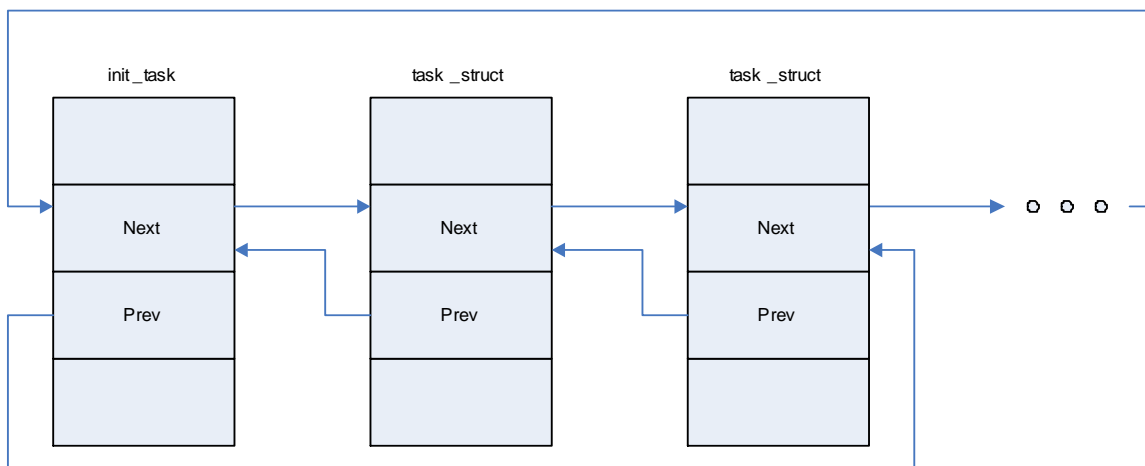 init_task
task _struct
task _struct
Next
Next
Next
Prev
Prev
Prev